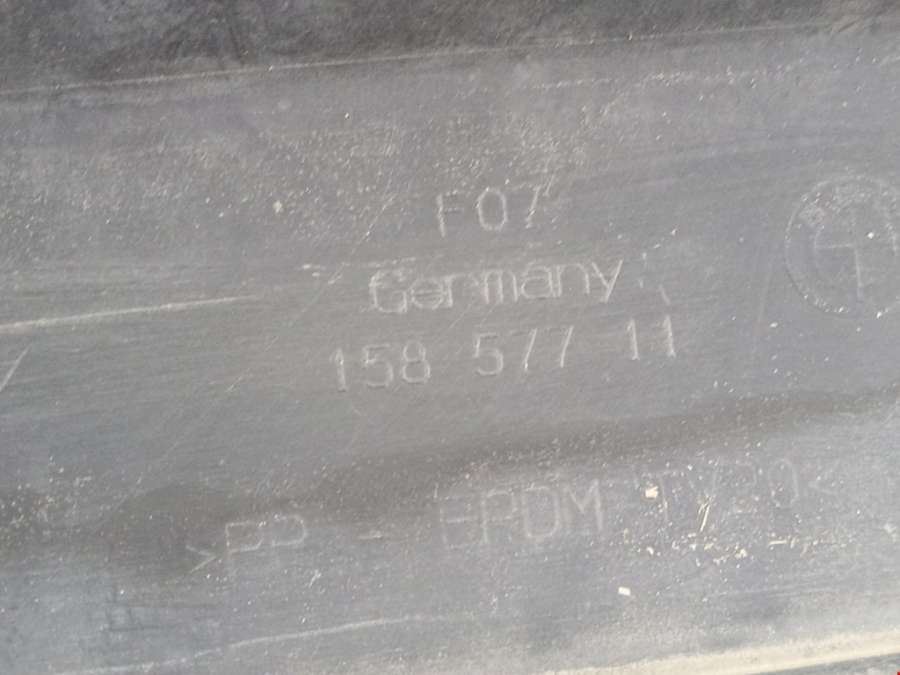 F07
Germany
158 577 11
>PP - EPDM TV20<